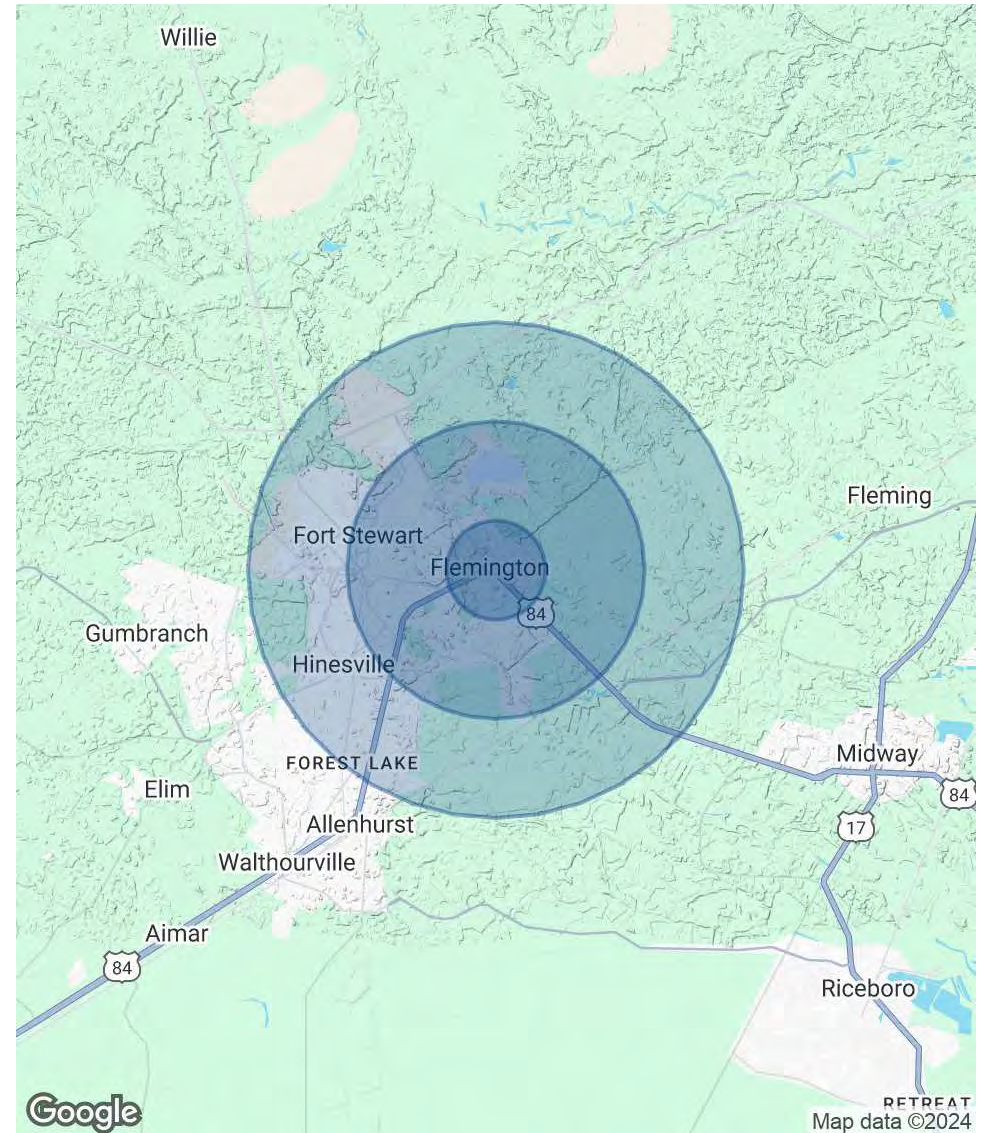 Willie
Fleming
Fort Stewart
Flemington
84
Gumbranch
Hinesville
FOREST LAKE
Midway
Elim
84
Allenhurst
17
Walthourville
Aimar
84
Riceboro
RETREAT
Google
Map data ©2024